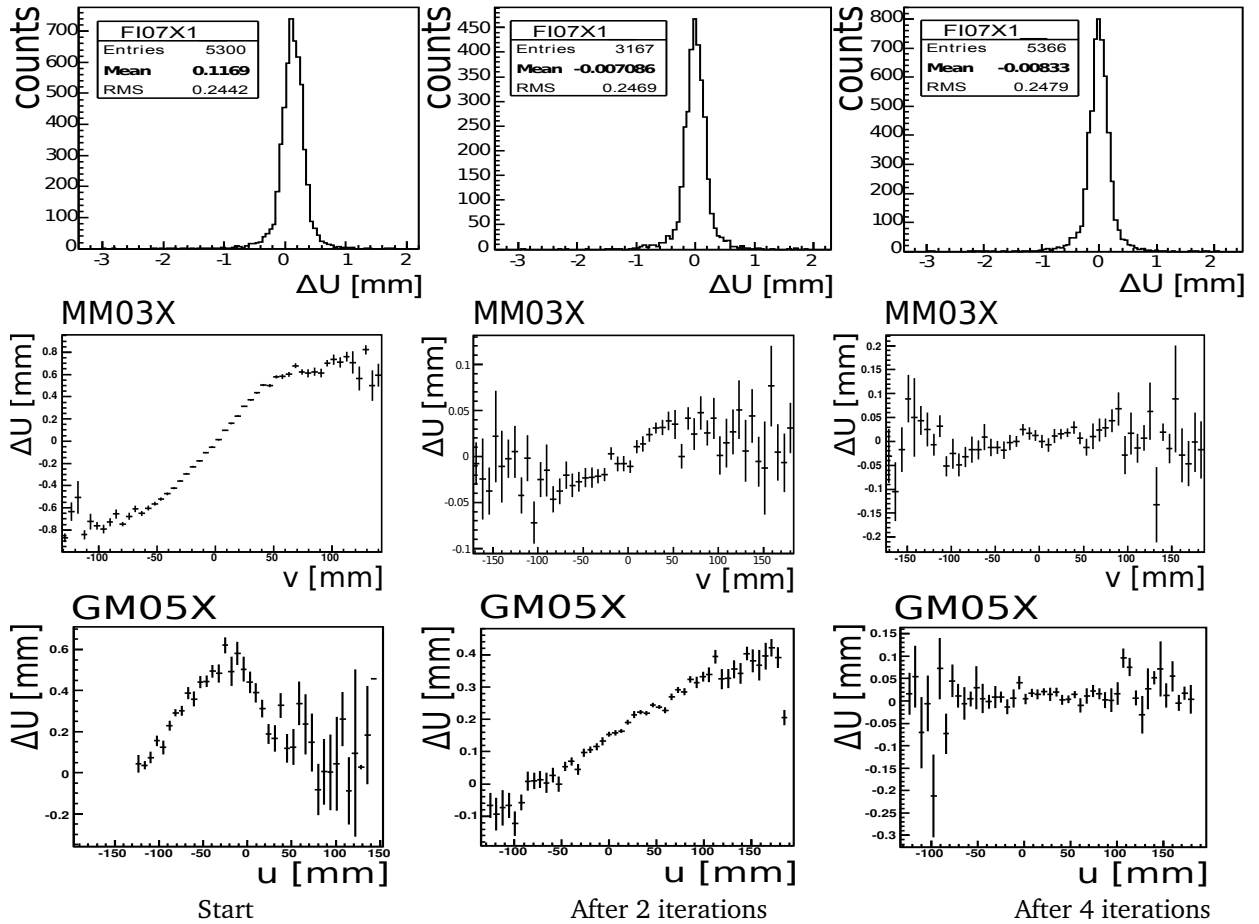 counts
700
600
500
400
300
200
100
0
FI07X1
Entries 5300
Mean 0.1169
RMS 0.2442
-3 -2 -1 0 1 2
ΔU [mm]
counts
450
400
350
300
250
200
150
100
50
0
FI07X1
Entries 3167
Mean -0.007086
RMS 0.2469
-3 -2 -1 0 1 2
ΔU [mm]
counts
800
700
600
500
400
300
200
100
0
FI07X1
Entries 5366
Mean -0.00833
RMS 0.2479
-3 -2 -1 0 1 2
ΔU [mm]
MM03X
ΔU [mm]
0.8
0.6
0.4
0.2
0
-0.2
-0.4
-0.6
-0.8
-100 -50 0 50 100
v [mm]
MM03X
ΔU [mm]
0.1
0.05
0
-0.05
-0.1
-150 -100 -50 0 50 100 150
v [mm]
MM03X
ΔU [mm]
0.2
0.15
0.1
0.05
0
-0.05
-0.1
-0.15
-0.2
-150 -100 -50 0 50 100 150
v [mm]
GM05X
ΔU [mm]
0.6
0.4
0.2
0
-0.2
-150 -100 -50 0 50 100 150
u [mm]
GM05X
ΔU [mm]
0.4
0.3
0.2
0.1
0
-0.1
-100 -50 0 50 100 150
u [mm]
GM05X
ΔU [mm]
0.15
0.1
0.05
0
-0.05
-0.1
-0.15
-0.2
-0.25
-0.3
-100 -50 0 50 100 150
u [mm]
Start
After 2 iterations
After 4 iterations